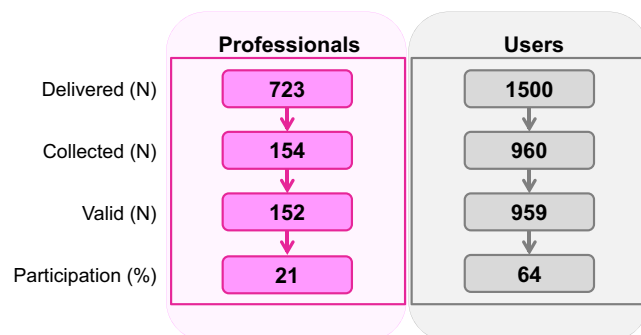 Professionals Users
Delivered (N) 723 1500
Collected (N) 154 960
Valid (N) 152 959
Participation (%) 21 64